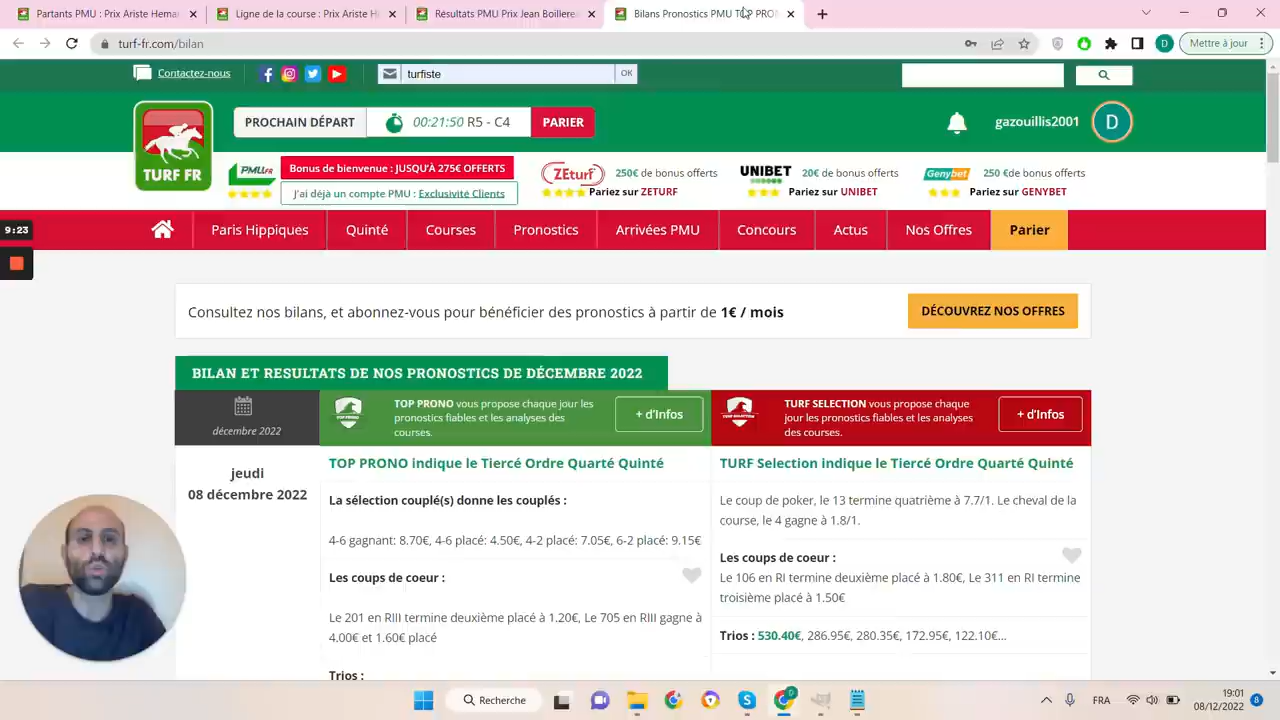 Partants PMU : Prix Ariste Hema
Ligne de la course : Prix Ariste H
Résultats PMU Prix Jean Boillere
Bilans Pronostics PMU TOP PRON
turf-fr.com/bilan
Mettre à jour
Contactez-nous
turfiste
OK
PROCHAIN DÉPART
00:21:50 R5 - C4
PARIER
gazouillis2001
D
TURF FR
PMU.FR
Bonus de bienvenue : JUSQU'À 275€ OFFERTS
J'ai déjà un compte PMU : Exclusivité Clients
ZEturf
250€ de bonus offerts
Pariez sur ZETURF
UNIBET
20€ de bonus offerts
Pariez sur UNIBET
Genybet
250 €de bonus offerts
Pariez sur GENYBET
9:23
Paris Hippiques
Quinté
Courses
Pronostics
Arrivées PMU
Concours
Actus
Nos Offres
Parier
Consultez nos bilans, et abonnez-vous pour bénéficier des pronostics à partir de 1€ / mois
DÉCOUVREZ NOS OFFRES
BILAN ET RESULTATS DE NOS PRONOSTICS DE DÉCEMBRE 2022
décembre 2022
TOP PRONO
TOP PRONO vous propose chaque jour les
pronostics fiables et les analyses des
courses.
+ d'Infos
TURF SELECTION
TURF SELECTION vous propose chaque
jour les pronostics fiables et les analyses
des courses.
+ d'Infos
jeudi
08 décembre 2022
TOP PRONO indique le Tiercé Ordre Quarté Quinté
La sélection couplé(s) donne les couplés :
4-6 gagnant: 8.70€, 4-6 placé: 4.50€, 4-2 placé: 7.05€, 6-2 placé: 9.15€
Les coups de coeur :
Le 201 en RIII termine deuxième placé à 1.20€, Le 705 en RIII gagne à
4.00€ et 1.60€ placé
Trios :
TURF Selection indique le Tiercé Ordre Quarté Quinté
Le coup de poker, le 13 termine quatrième à 7.7/1. Le cheval de la
course, le 4 gagne à 1.8/1.
Les coups de coeur :
Le 106 en RI termine deuxième placé à 1.80€, Le 311 en RI termine
troisième placé à 1.50€
Trios : 530.40€, 286.95€, 280.35€, 172.95€, 122.10€...
Recherche
FRA
19:01
08/12/2022
8